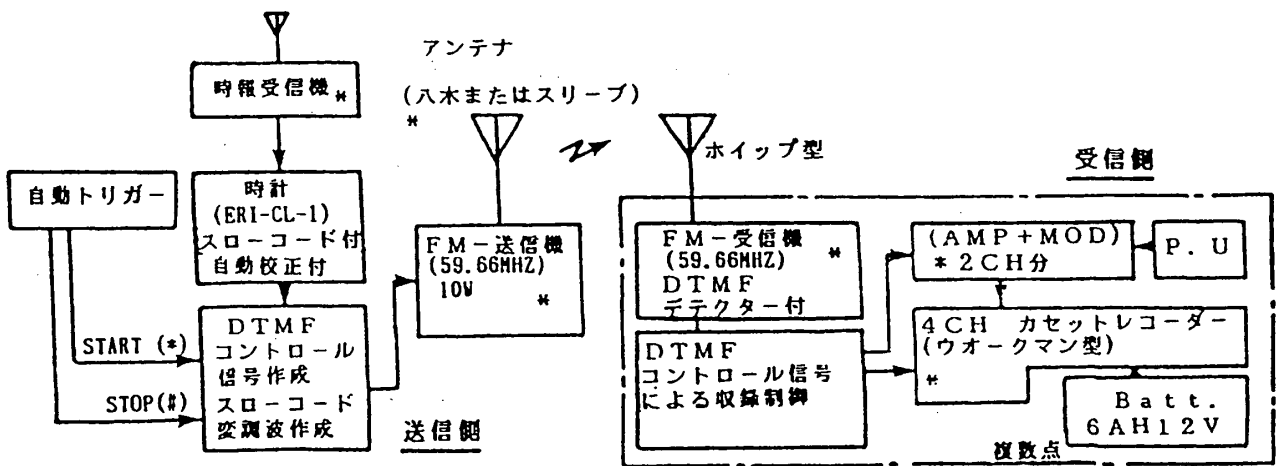 アンテナ
(八木またはスリーブ)
*
時報受信機 *
自動トリガー
時計
(ERI-CL-1)
スローコード付
自動校正付
START (*)
STOP(#)
DTMF
コントロール
信号作成
スローコード
変調波作成
FM-送信機
(59.66MHZ)
10W *
送信側
ホイップ型
受信側
FM-受信機
(59.66MHZ) *
DTMF
デテクター付
DTMF
コントロール信号
による収録制御
(AMP+MOD)
* 2CH分
P.U
4CH カセットレコーダー
(ウオークマン型)
*
Batt.
6AH12V
複数点